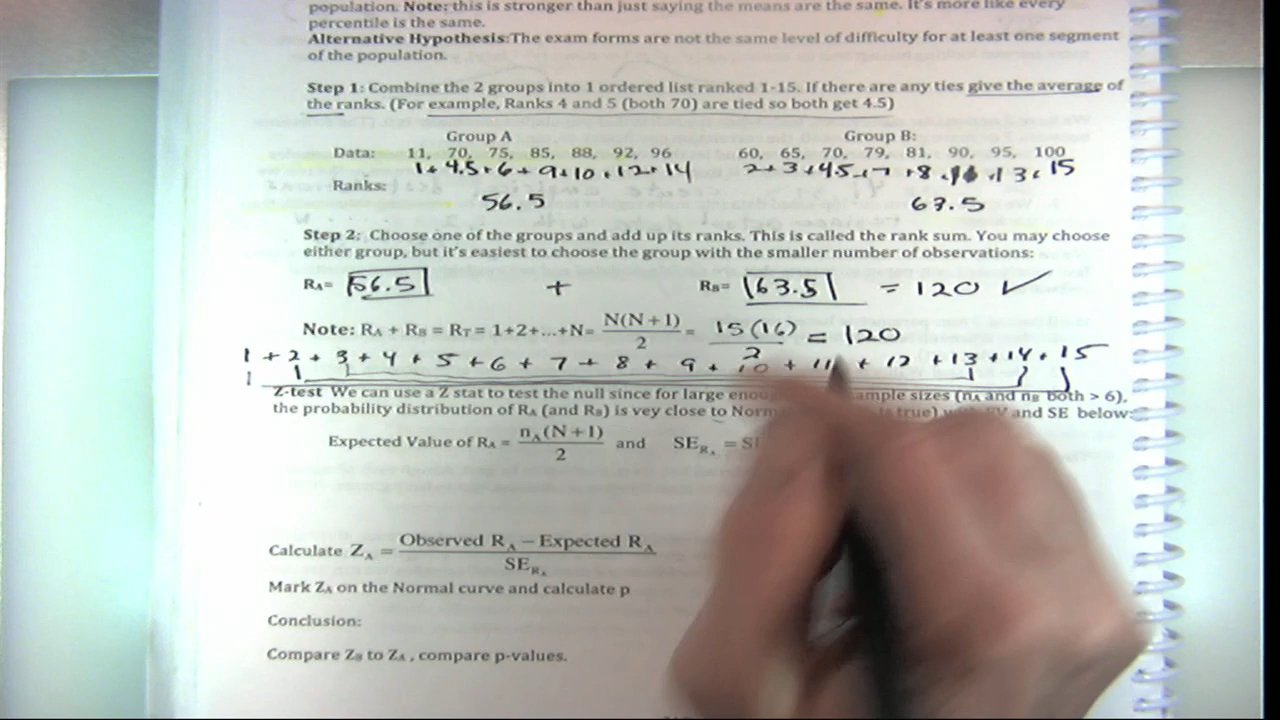 population. Note: this is stronger than just saying the means are the same. It's more like every
percentile is the same.
Alternative Hypothesis:The exam forms are not the same level of difficulty for at least one segment
of the population.
Step 1: Combine the 2 groups into 1 ordered list ranked 1-15. If there are any ties give the average of
the ranks. (For example, Ranks 4 and 5 (both 70) are tied so both get 4.5)
Group A Group B:
Data: 11, 70, 75, 85, 88, 92, 96 60, 65, 70, 79, 81, 90, 95, 100
1+ 4.5+6+9+10+12+14 2+3+4.5+7+8+11+13+15
Ranks:
56.5 63.5
Step 2: Choose one of the groups and add up its ranks. This is called the rank sum. You may choose
either group, but it's easiest to choose the group with the smaller number of observations:
RA= 56.5 + RB= 63.5 = 120 ✓
Note: RA + RB = RT = 1+2+...+N= N(N+1)/2 = 15(16)/2 = 120
1 + 2 + 3 + 4 + 5 + 6 + 7 + 8 + 9 + 10 + 11 + 12 + 13 + 14 + 15
Z-test We can use a Z stat to test the null since for large ample sizes (nA and nB both > 6),
the probability distribution of RA (and RB) is vey close to is true) and SE below:
Expected Value of RA = nA(N+1)/2 and SERA =
Calculate ZA = Observed RA − Expected RA / SERA
Mark ZA on the Normal curve and calculate p
Conclusion:
Compare ZB to ZA , compare p-values.